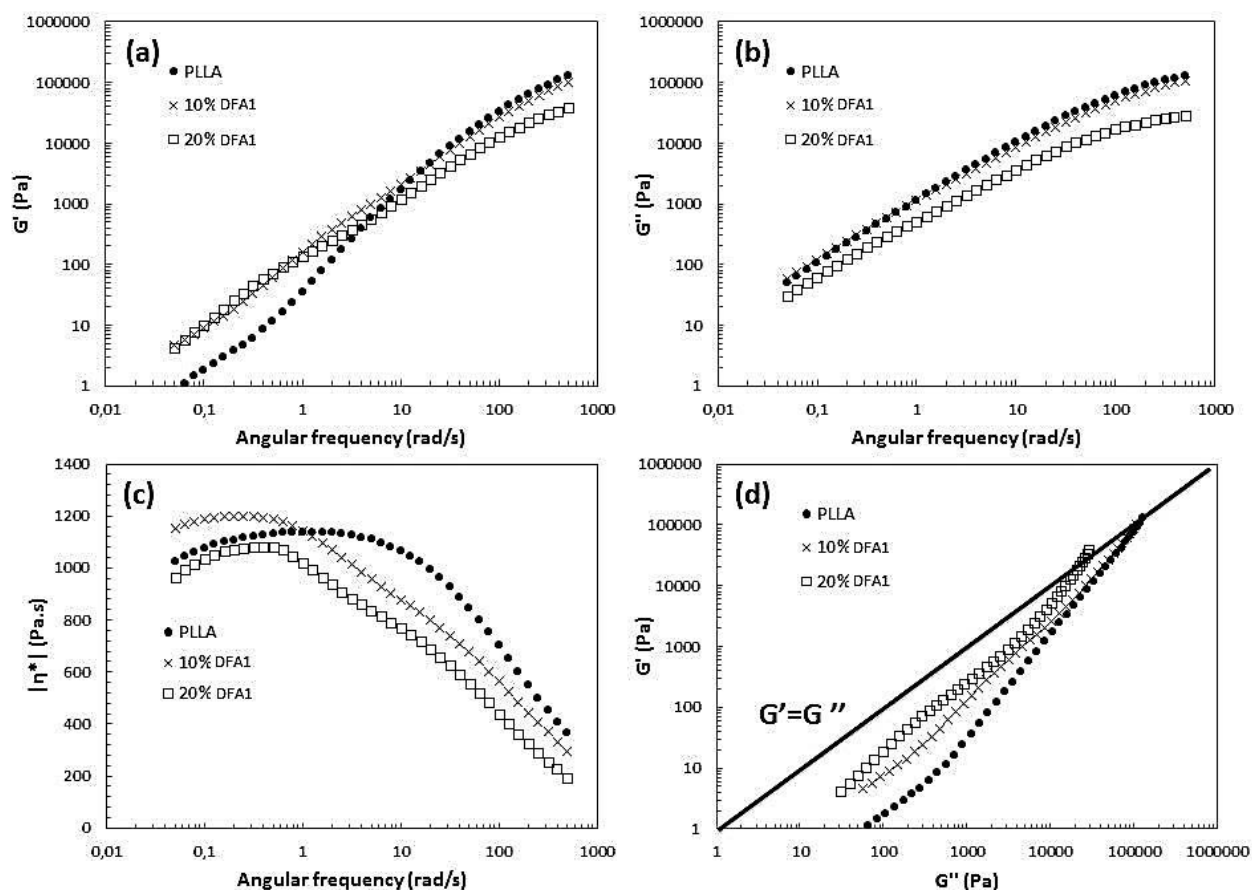 (a)
G' (Pa)
1000000
100000
10000
1000
100
10
1
PLLA
10% DFA1
20% DFA1
0,01 0,1 1 10 100 1000
Angular frequency (rad/s)
(b)
G'' (Pa)
1000000
100000
10000
1000
100
10
1
PLLA
10% DFA1
20% DFA1
0,01 0,1 1 10 100 1000
Angular frequency (rad/s)
(c)
|η*| (Pa.s)
1400
1200
1000
800
600
400
200
0
PLLA
10% DFA1
20% DFA1
0,01 0,1 1 10 100 1000
Angular frequency (rad/s)
(d)
G' (Pa)
1000000
100000
10000
1000
100
10
1
PLLA
10% DFA1
20% DFA1
G'=G''
1 10 100 1000 10000 100000 1000000
G'' (Pa)